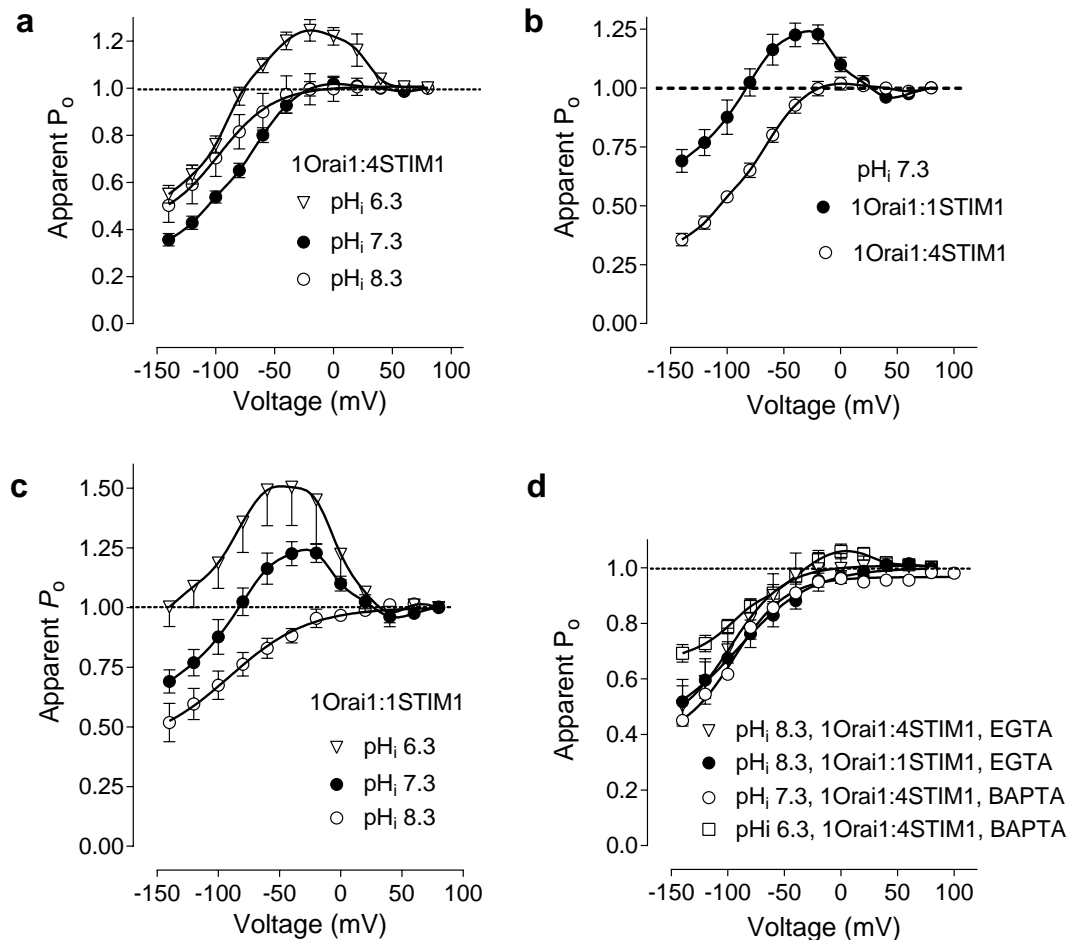 a
Apparent Po
1.2
1.0
0.8
0.6
0.4
0.2
0.0
1Orai1:4STIM1
pHi 6.3
pHi 7.3
pHi 8.3
-150 -100 -50 0 50 100
Voltage (mV)
b
Apparent Po
1.25
1.00
0.75
0.50
0.25
0.00
pHi 7.3
1Orai1:1STIM1
1Orai1:4STIM1
-150 -100 -50 0 50 100
Voltage (mV)
c
Apparent Po
1.50
1.25
1.00
0.75
0.50
0.25
0.00
1Orai1:1STIM1
pHi 6.3
pHi 7.3
pHi 8.3
-150 -100 -50 0 50 100
Voltage (mV)
d
Apparent Po
1.0
0.8
0.6
0.4
0.2
0.0
pHi 8.3, 1Orai1:4STIM1, EGTA
pHi 8.3, 1Orai1:1STIM1, EGTA
pHi 7.3, 1Orai1:4STIM1, BAPTA
pHi 6.3, 1Orai1:4STIM1, BAPTA
-150 -100 -50 0 50 100
Voltage (mV)